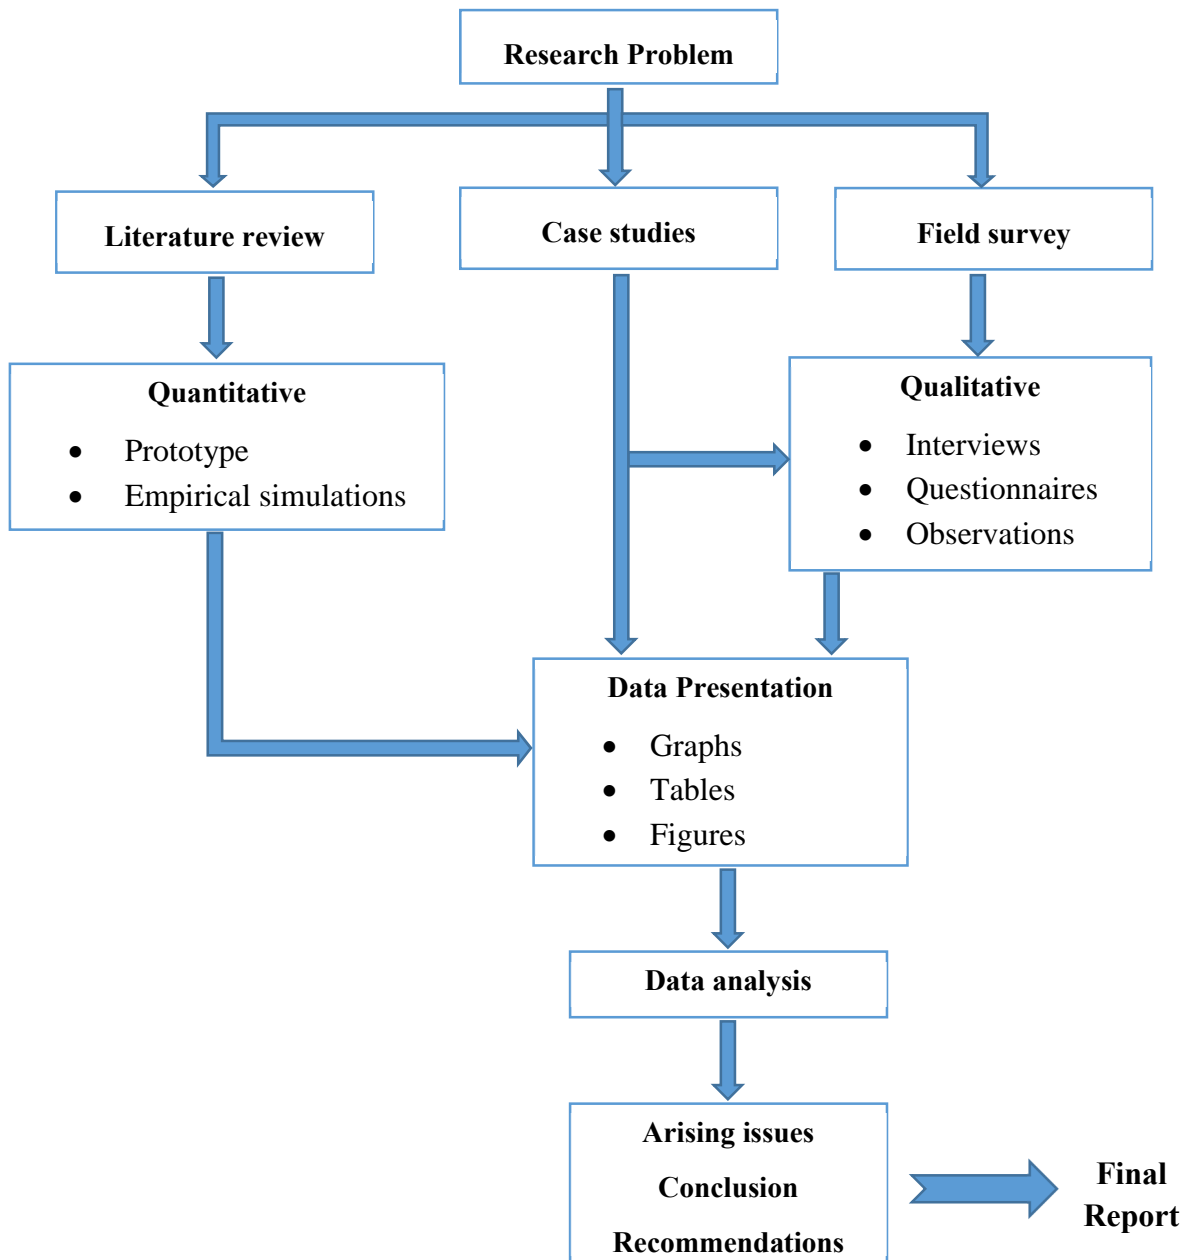 Research Problem
Literature review
Case studies
Field survey
Quantitative
• Prototype
• Empirical simulations
Qualitative
• Interviews
• Questionnaires
• Observations
Data Presentation
• Graphs
• Tables
• Figures
Data analysis
Arising issues
Conclusion
Recommendations
Final
Report